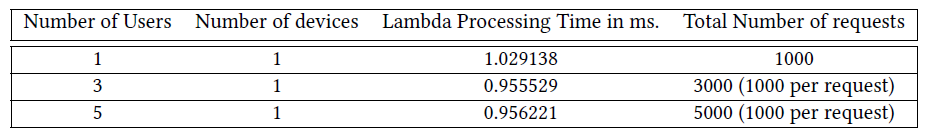 Number of Users Number of devices Lambda Processing Time in ms. Total Number of requests
1 1 1.029138 1000
3 1 0.955529 3000 (1000 per request)
5 1 0.956221 5000 (1000 per request)